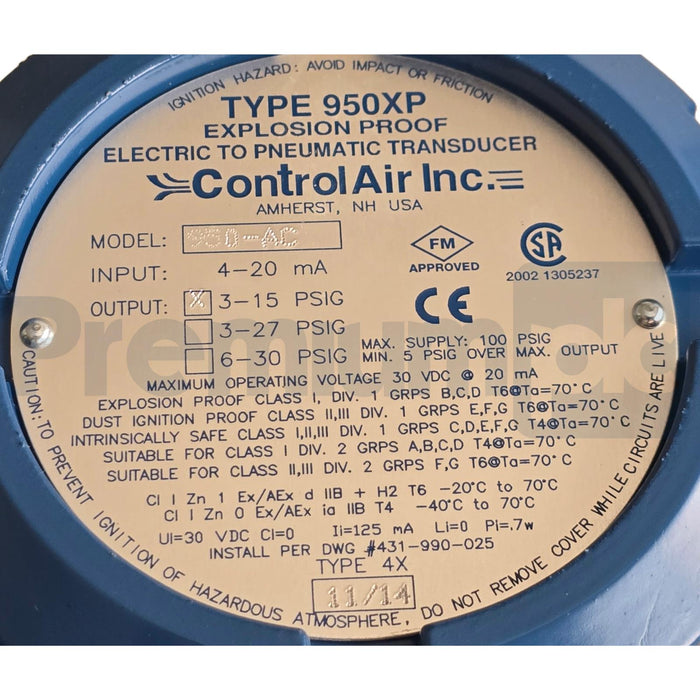 IGNITION HAZARD: AVOID IMPACT OR FRICTION
TYPE 950XP
EXPLOSION PROOF
ELECTRIC TO PNEUMATIC TRANSDUCER
ControlAir Inc.
AMHERST, NH USA
MODEL: 950-AC
INPUT: 4-20 mA
OUTPUT: X 3-15 PSIG
3-27 PSIG
6-30 PSIG
FM
APPROVED
SA
2002 1305237
CE
MAX. SUPPLY: 100 PSIG
MIN. 5 PSIG OVER MAX. OUTPUT
MAXIMUM OPERATING VOLTAGE 30 VDC @ 20 mA
EXPLOSION PROOF CLASS I, DIV. 1 GRPS B,C,D T6@Ta=70°C
DUST IGNITION PROOF CLASS II,III DIV. 1 GRPS E,F,G T6@Ta=70°C
INTRINSICALLY SAFE CLASS I,II,III DIV. 1 GRPS C,D,E,F,G T4@Ta=70°C
SUITABLE FOR CLASS I DIV. 2 GRPS A,B,C,D T4@Ta=70°C
SUITABLE FOR CLASS II,III DIV. 2 GRPS F,G T6@Ta=70°C
Cl I Zn 1 Ex/AEx d IIB + H2 T6 -20°C to 70°C
Cl I Zn 0 Ex/AEx ia IIB T4 -40°C to 70°C
Ui=30 VDC Ci=0 Ii=125 mA Li=0 Pi=.7w
INSTALL PER DWG #431-990-025
TYPE 4X
11/14
CAUTION: TO PREVENT IGNITION OF HAZARDOUS ATMOSPHERE, DO NOT REMOVE COVER WHILE CIRCUITS ARE LIVE